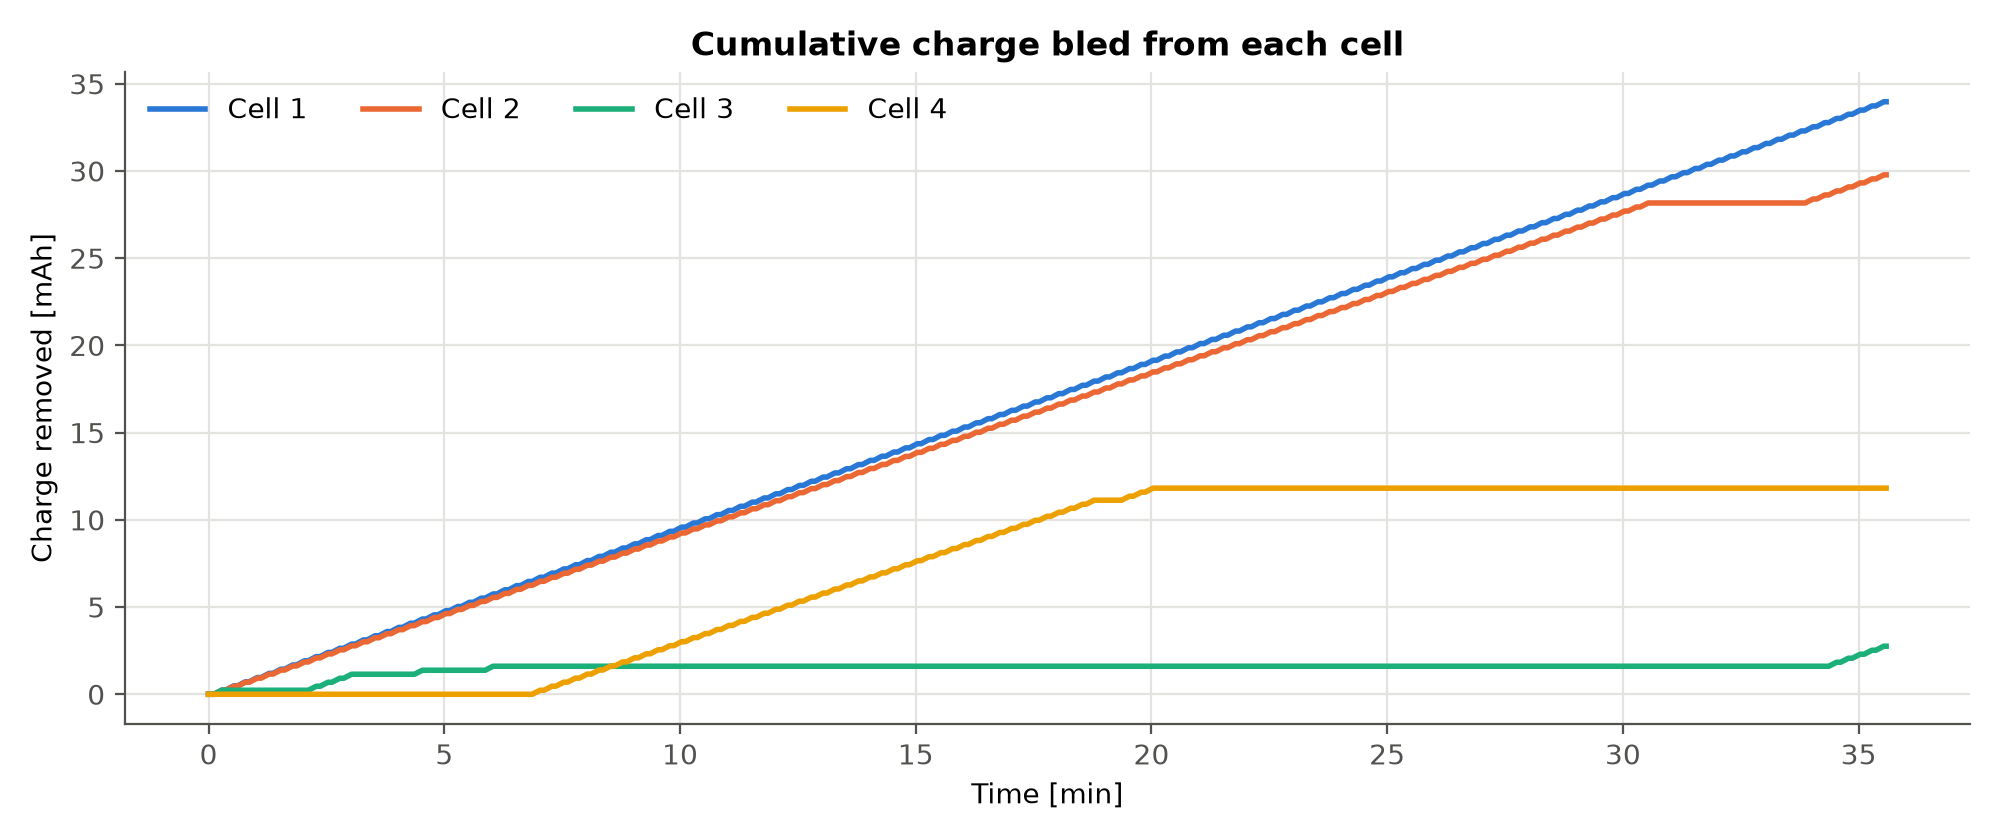 Cumulative charge bled from each cell
Cell 1 Cell 2 Cell 3 Cell 4
Charge removed [mAh]
35
30
25
20
15
10
5
0
0 5 10 15 20 25 30 35
Time [min]